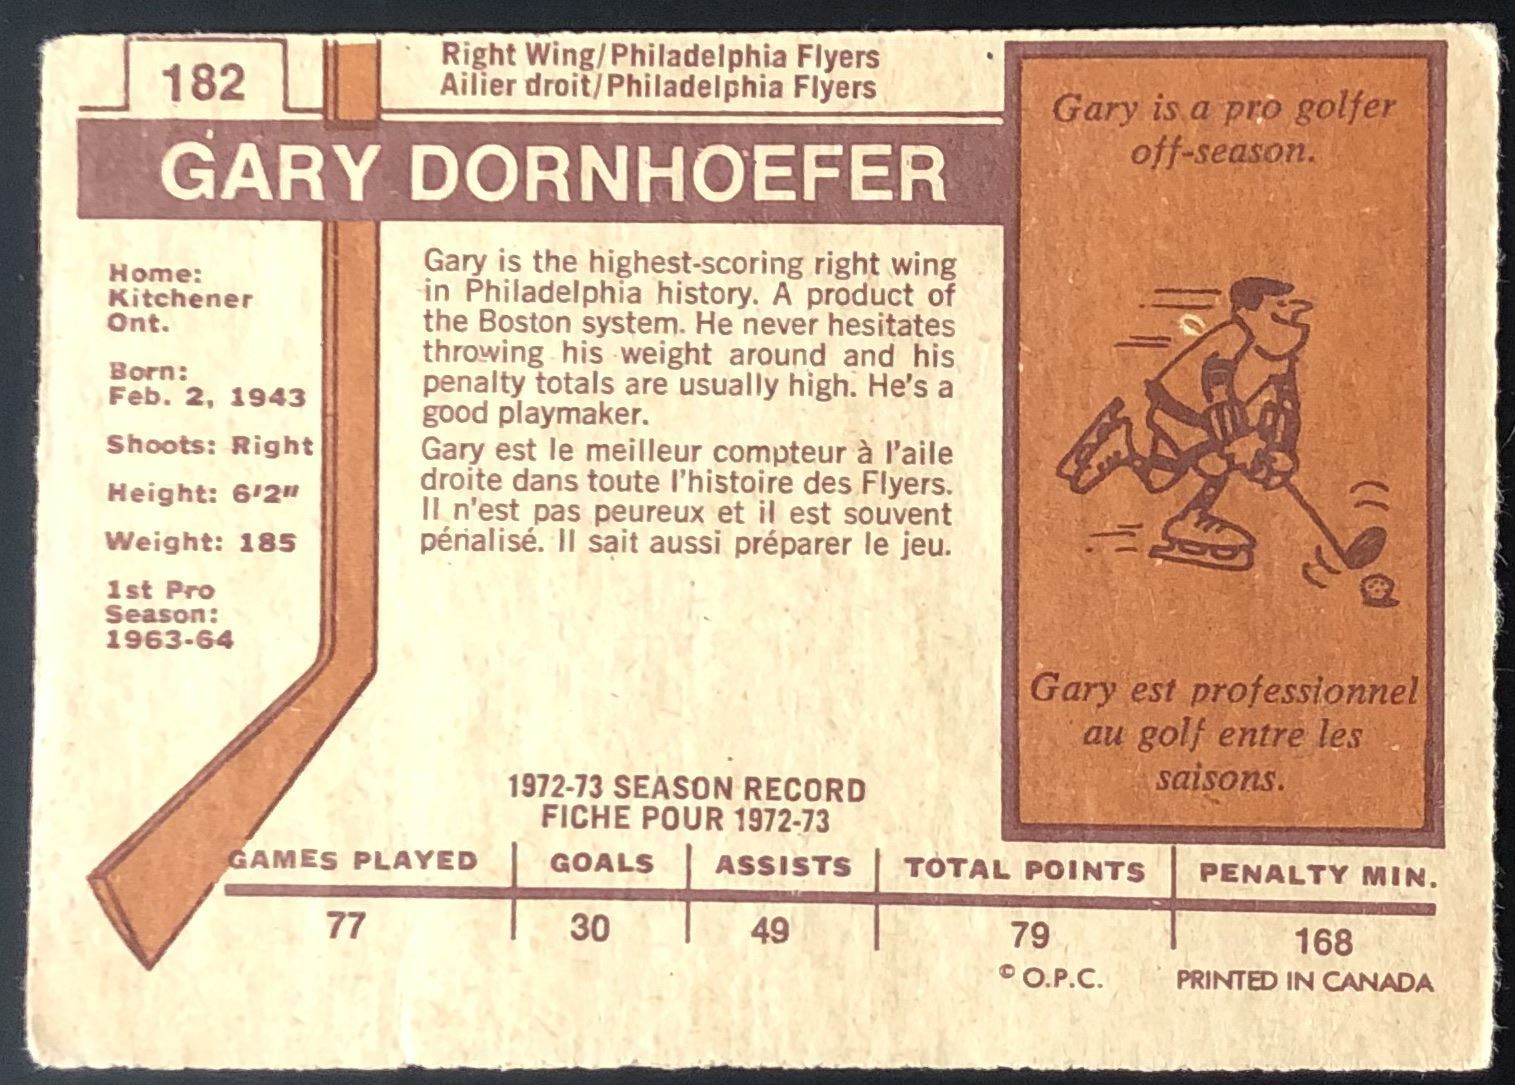 182
Right Wing/Philadelphia Flyers
Ailier droit/Philadelphia Flyers
GARY DORNHOEFER
Home:
Kitchener
Ont.
Born:
Feb. 2, 1943
Shoots: Right
Height: 6'2"
Weight: 185
1st Pro
Season:
1963-64
Gary is the highest-scoring right wing
in Philadelphia history. A product of
the Boston system. He never hesitates
throwing his weight around and his
penalty totals are usually high. He's a
good playmaker.
Gary est le meilleur compteur à l'aile
droite dans toute l'histoire des Flyers.
Il n'est pas peureux et il est souvent
pénalisé. Il sait aussi préparer le jeu.
Gary is a pro golfer
off-season.
Gary est professionnel
au golf entre les
saisons.
1972-73 SEASON RECORD
FICHE POUR 1972-73
GAMES PLAYED GOALS ASSISTS TOTAL POINTS PENALTY MIN.
77 30 49 79 168
© O.P.C. PRINTED IN CANADA